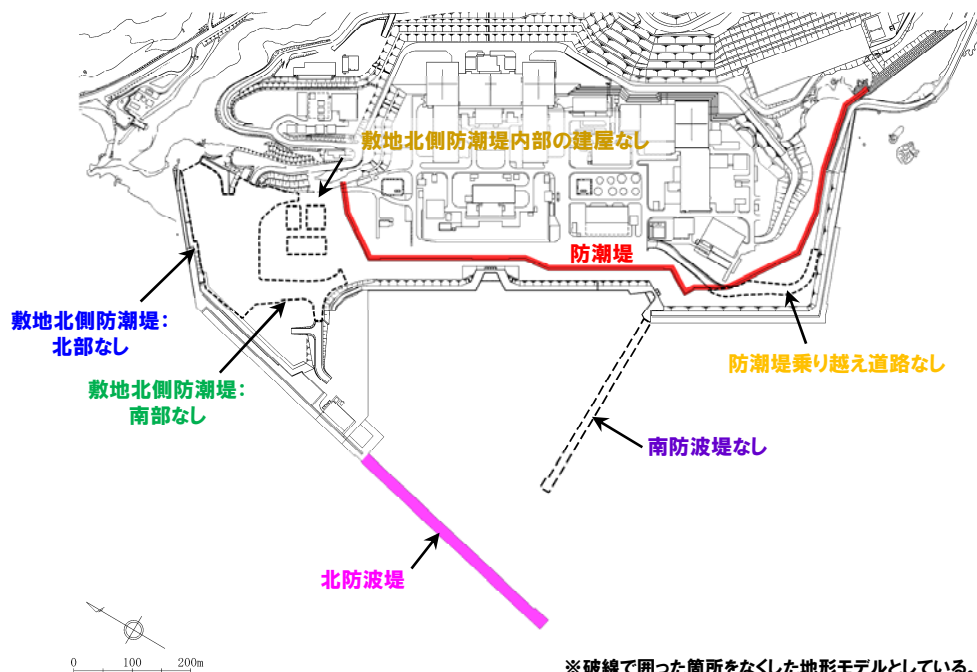 敷地北側防潮堤内部の建屋なし
防潮堤
敷地北側防潮堤：
北部なし
敷地北側防潮堤：
南部なし
防潮堤乗り越え道路なし
南防波堤なし
北防波堤
0 100 200m
※破線で囲った箇所をなくした地形モデルとしている。